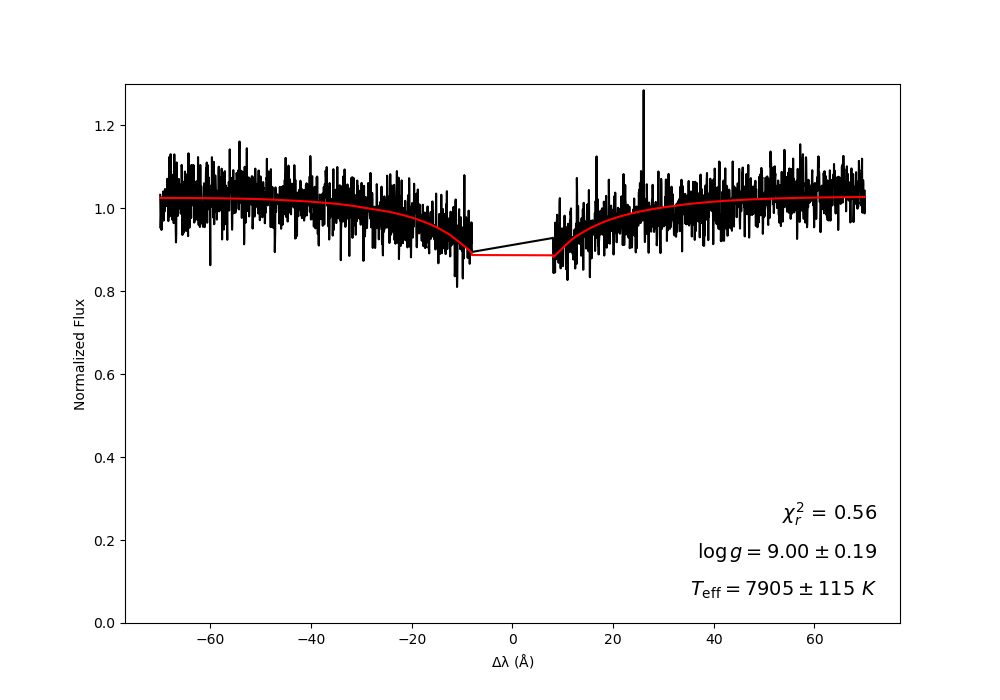 Normalized Flux
1.2
1.0
0.8
0.6
0.4
0.2
0.0
χ²ᵣ = 0.56
log g = 9.00 ± 0.19
T_eff = 7905 ± 115 K
−60 −40 −20 0 20 40 60
Δλ (Å)